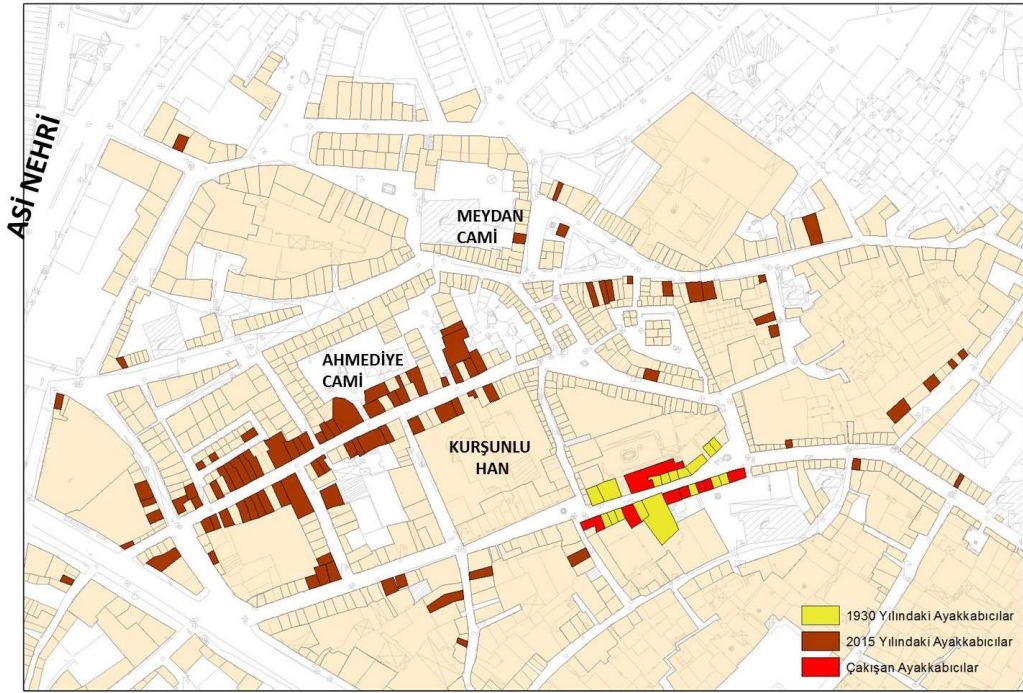 ASİ NEHRİ
MEYDAN
CAMİ
AHMEDİYE
CAMİ
KURŞUNLU
HAN
1930 Yılındaki Ayakkabıcılar
2015 Yılındaki Ayakkabıcılar
Çakışan Ayakkabıcılar